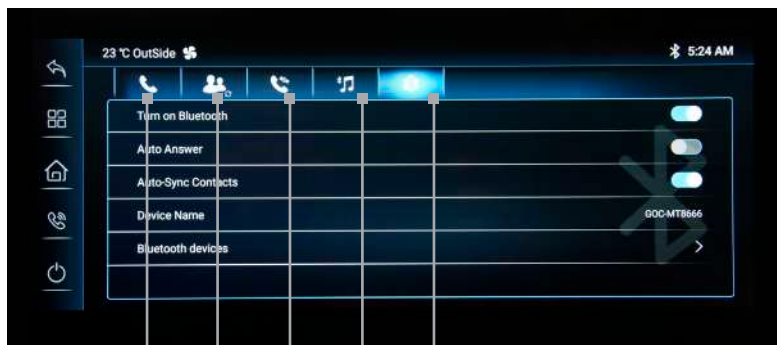 23 °C OutSide
5:24 AM
Turn on Bluetooth
Auto Answer
Auto-Sync Contacts
Device Name
GOC-MT8666
Bluetooth devices